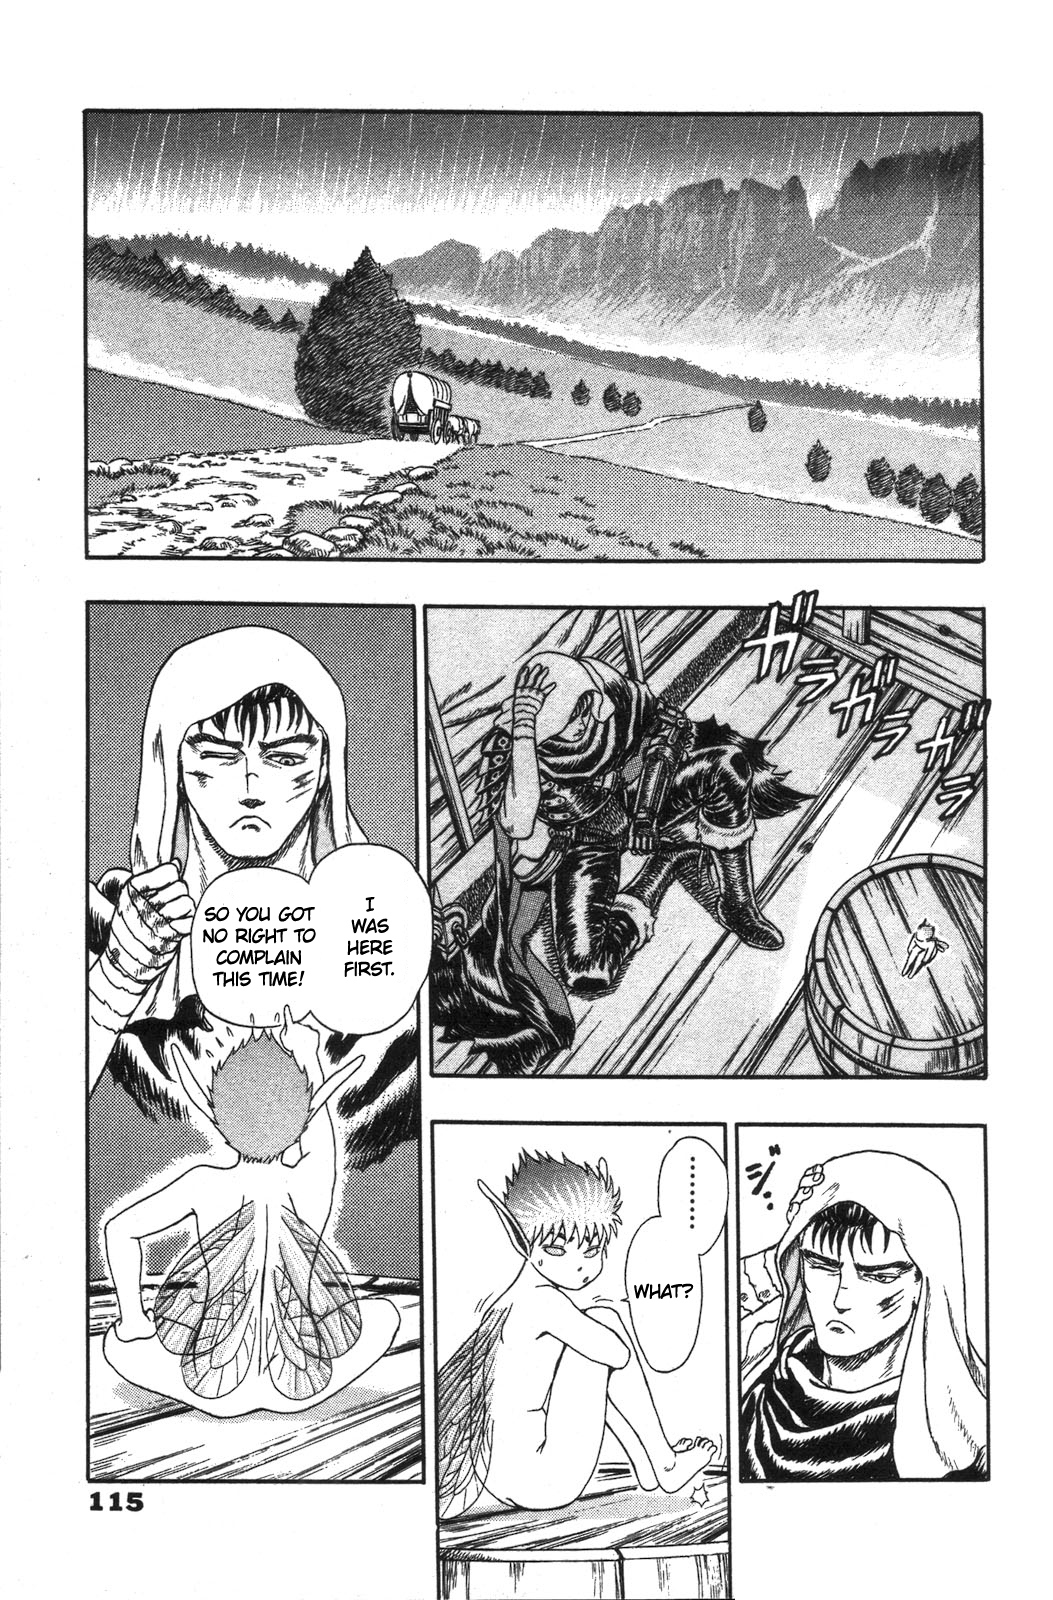 ガラガラガラ
I
WAS
HERE
FIRST.
SO YOU GOT
NO RIGHT TO
COMPLAIN
THIS TIME!
ジ…
………
WHAT?
115